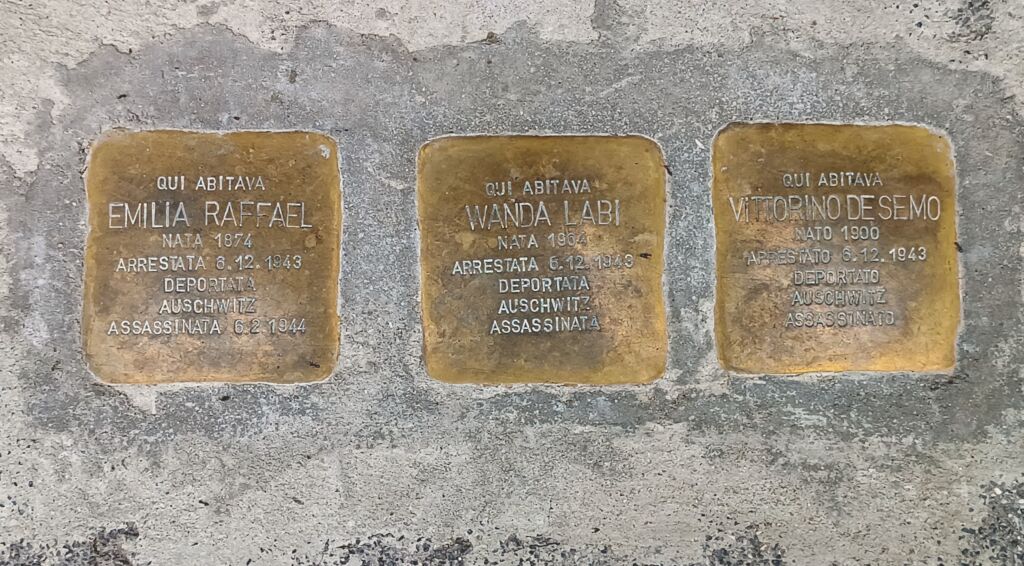 QUI ABITAVA
EMILIA RAFFAEL
NATA 1874
ARRESTATA 6.12.1943
DEPORTATA
AUSCHWITZ
ASSASSINATA 6.2.1944
QUI ABITAVA
WANDA LABI
NATA 1904
ARRESTATA 6.12.1943
DEPORTATA
AUSCHWITZ
ASSASSINATA
QUI ABITAVA
VITTORINO DE SEMO
NATO 1900
ARRESTATO 6.12.1943
DEPORTATO
AUSCHWITZ
ASSASSINATO